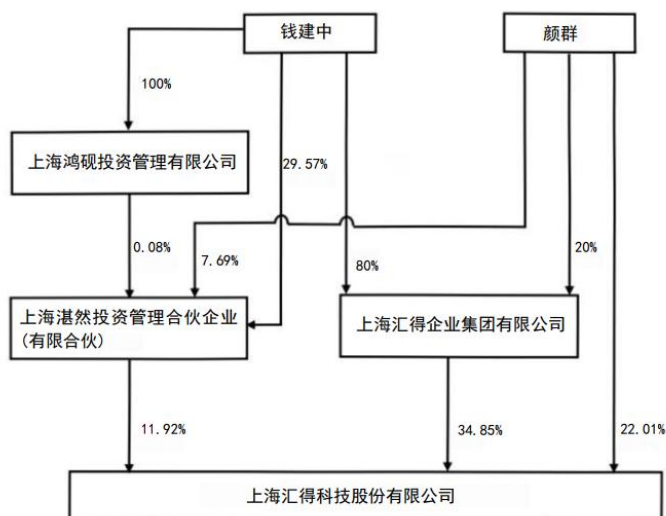 钱建中
颜群
100%
上海鸿砚投资管理有限公司
29.57%
0.08%
7.69%
80%
20%
上海湛然投资管理合伙企业
(有限合伙)
上海汇得企业集团有限公司
11.92%
34.85%
22.01%
上海汇得科技股份有限公司